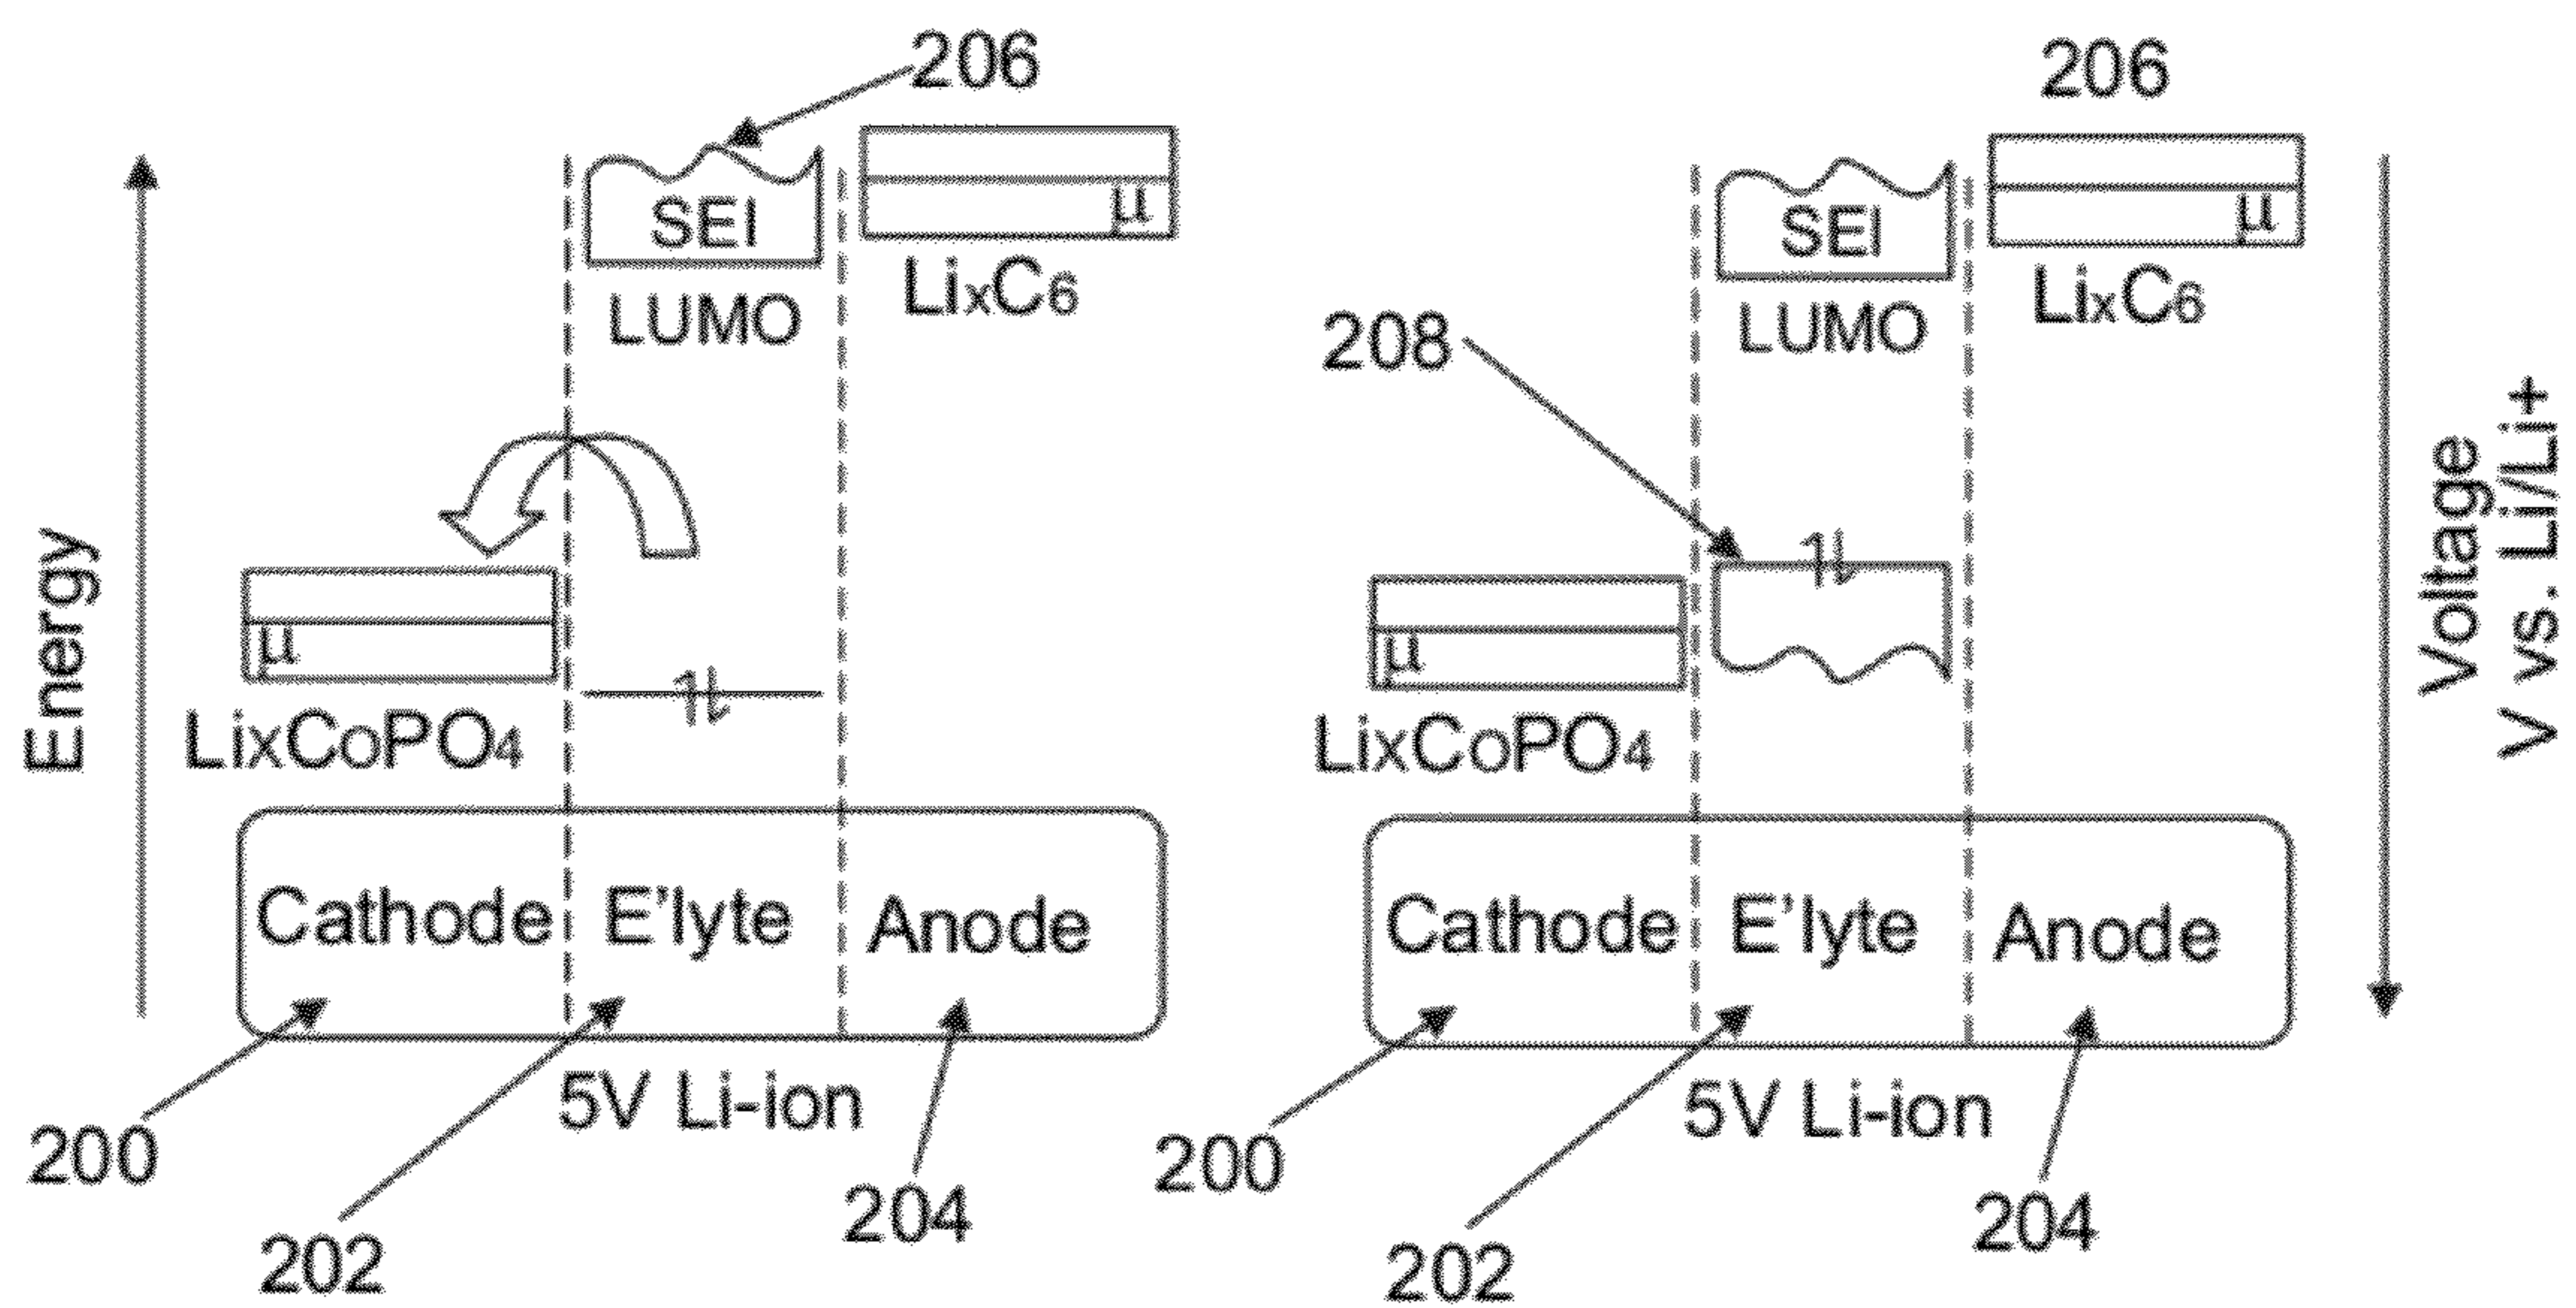 206
SEI
μ
LixC6
LUMO
μ
LixCoPO4
Energy
Cathode
E'lyte
Anode
5V Li-ion
200
202
204
206
SEI
μ
LixC6
LUMO
208
μ
LixCoPO4
Voltage
V vs. Li/Li+
Cathode
E'lyte
Anode
5V Li-ion
200
202
204